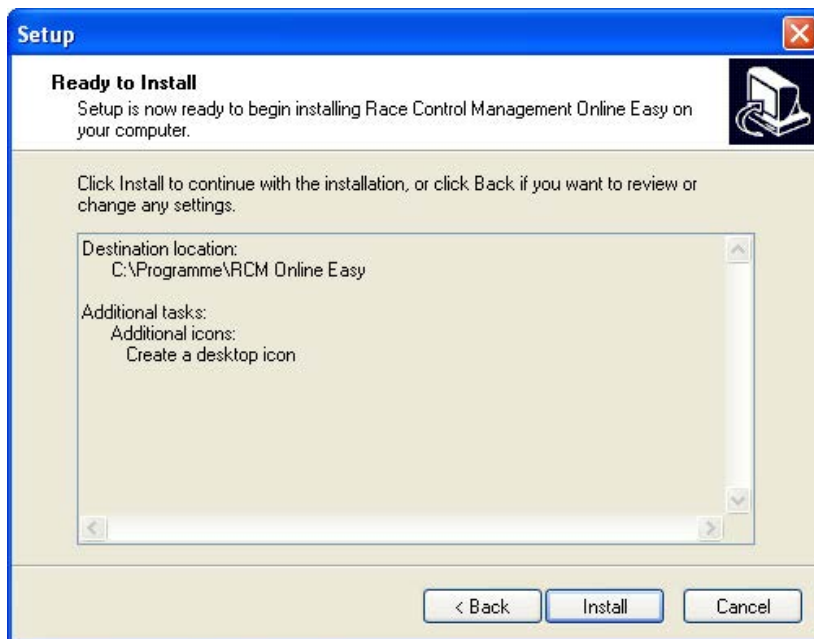 Setup
Ready to Install
Setup is now ready to begin installing Race Control Management Online Easy on
your computer.
Click Install to continue with the installation, or click Back if you want to review or
change any settings.
Destination location:
C:\Programme\RCM Online Easy
Additional tasks:
Additional icons:
Create a desktop icon
< Back
Install
Cancel